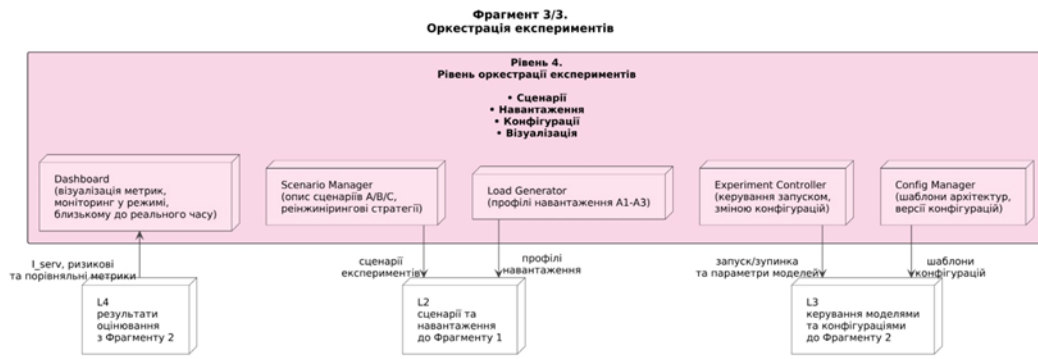 Фрагмент 3/3.
Оркестрація експериментів
Рівень 4.
Рівень оркестрації експериментів
• Сценарії
• Навантаження
• Конфігурації
• Візуалізація
Dashboard
(візуалізація метрик,
моніторинг у режимі,
близькому до реального часу)
Scenario Manager
(опис сценаріїв A/B/C,
реінжинірингові стратегії)
Load Generator
(профілі навантаження A1-A3)
Experiment Controller
(керування запуском,
зміною конфігурацій)
Config Manager
(шаблони архітектур,
версії конфігурацій)
I_serv, ризикові
та порівняльні метрики
сценарії
експериментів
профілі
навантаження
запуск/зупинка
та параметри моделей
шаблони
конфігурацій
L4
результати
оцінювання
з Фрагменту 2
L2
сценарії та
навантаження
до Фрагменту 1
L3
керування моделями
та конфігураціями
до Фрагменту 2